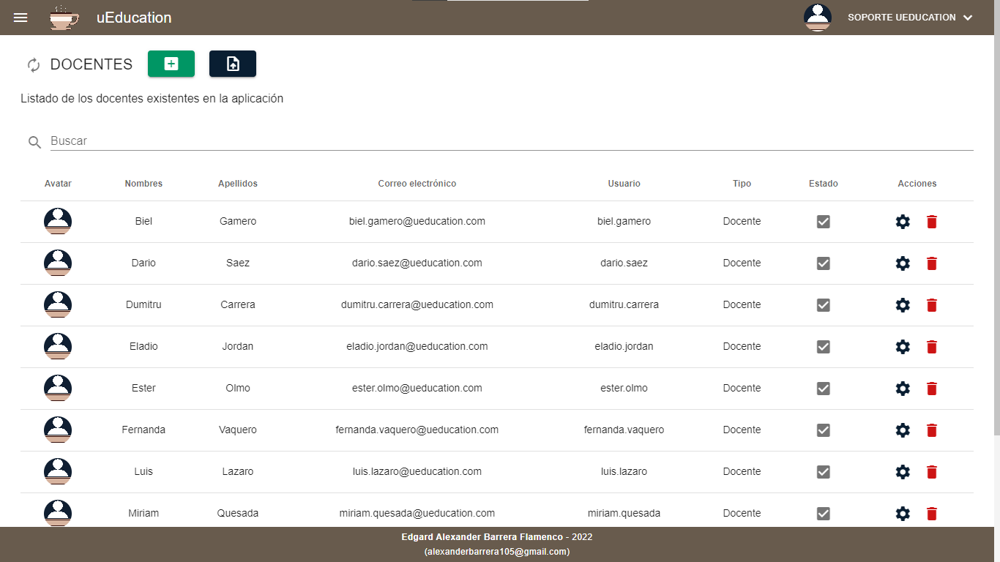 uEducation
SOPORTE UEDUCATION
DOCENTES
Listado de los docentes existentes en la aplicación
Buscar
Avatar Nombres Apellidos Correo electrónico Usuario Tipo Estado Acciones
Biel Gamero biel.gamero@ueducation.com biel.gamero Docente
Dario Saez dario.saez@ueducation.com dario.saez Docente
Dumitru Carrera dumitru.carrera@ueducation.com dumitru.carrera Docente
Eladio Jordan eladio.jordan@ueducation.com eladio.jordan Docente
Ester Olmo ester.olmo@ueducation.com ester.olmo Docente
Fernanda Vaquero fernanda.vaquero@ueducation.com fernanda.vaquero Docente
Luis Lazaro luis.lazaro@ueducation.com luis.lazaro Docente
Miriam Quesada miriam.quesada@ueducation.com miriam.quesada Docente
Edgard Alexander Barrera Flamenco - 2022
(alexanderbarrera105@gmail.com)